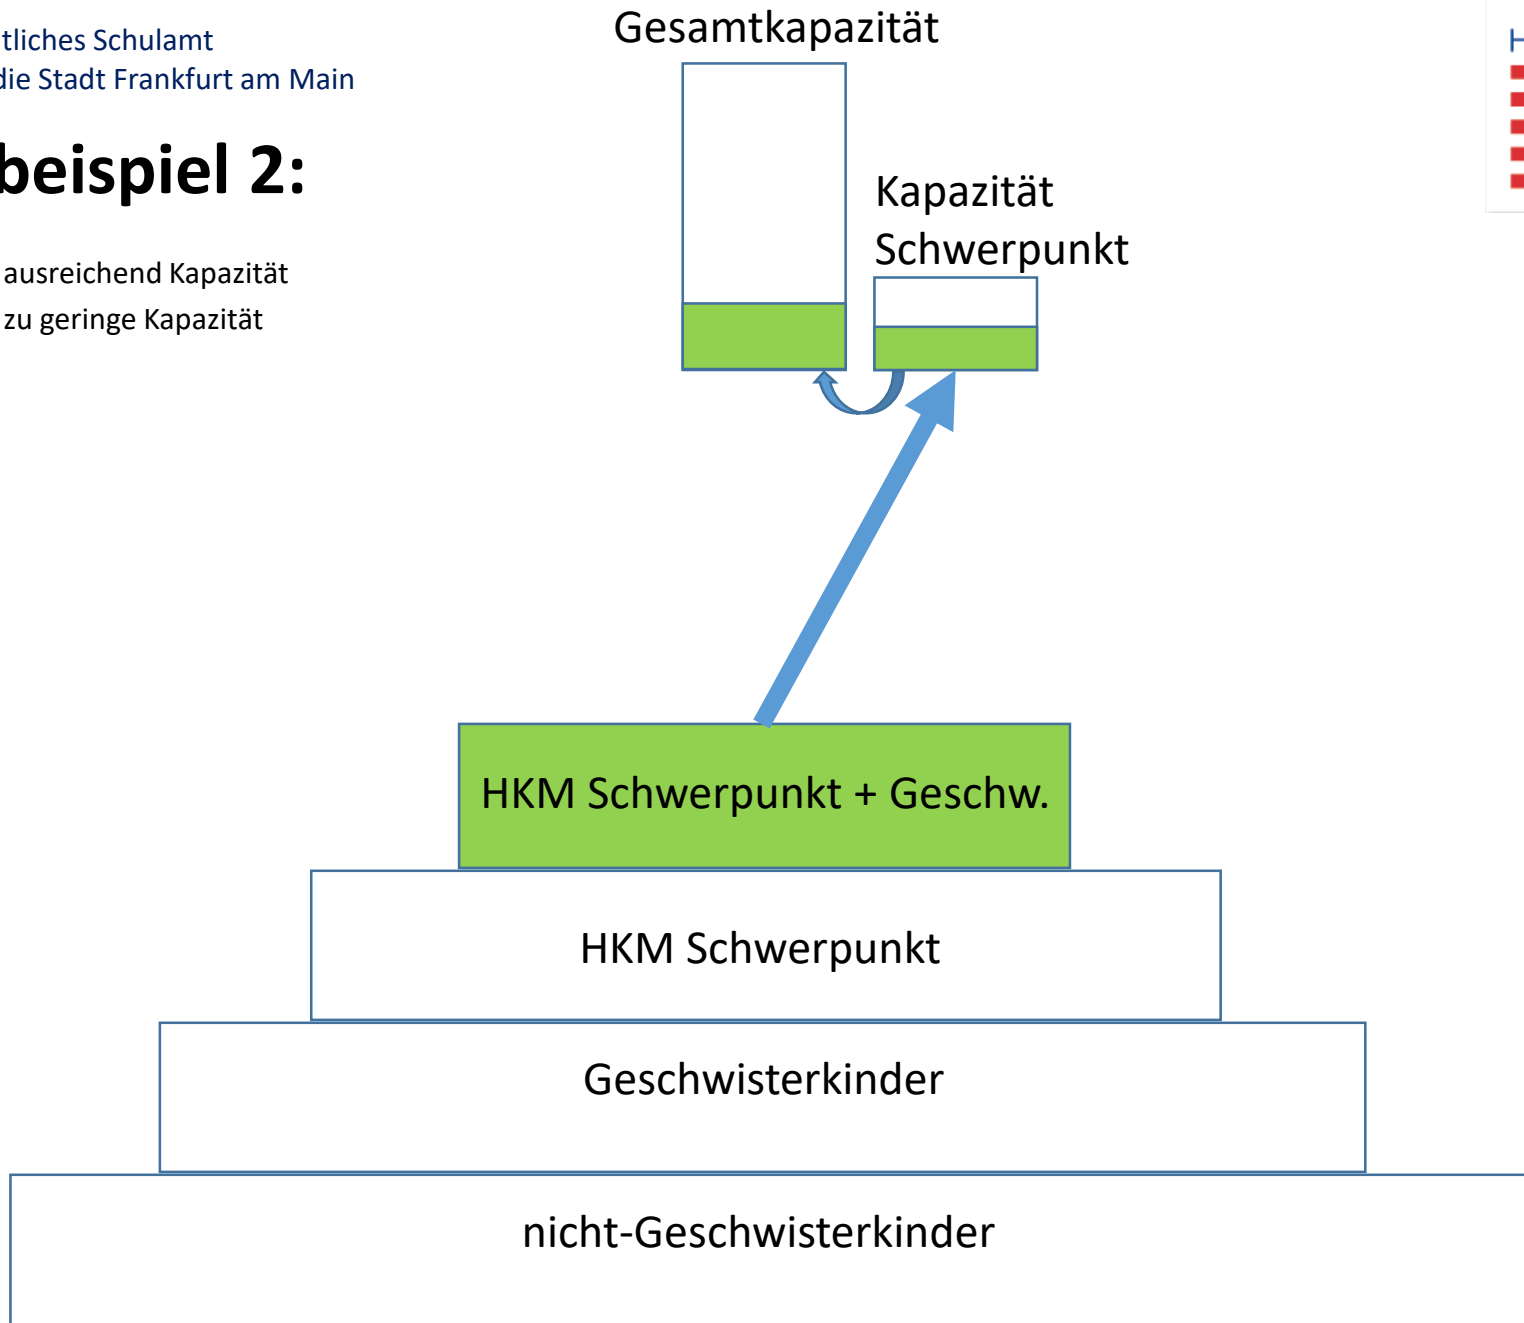 tliches Schulamt
die Stadt Frankfurt am Main
beispiel 2:
ausreichend Kapazität
zu geringe Kapazität
Gesamtkapazität
Kapazität
Schwerpunkt
HKM Schwerpunkt + Geschw.
HKM Schwerpunkt
Geschwisterkinder
nicht-Geschwisterkinder